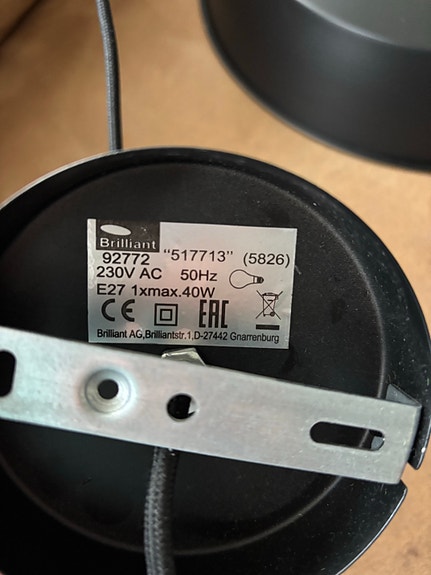 Brilliant
92772 "517713" (5826)
230V AC 50Hz
E27 1xmax.40W
CE EAC
Brilliant AG,Brilliantstr.1,D-27442 Gnarrenburg